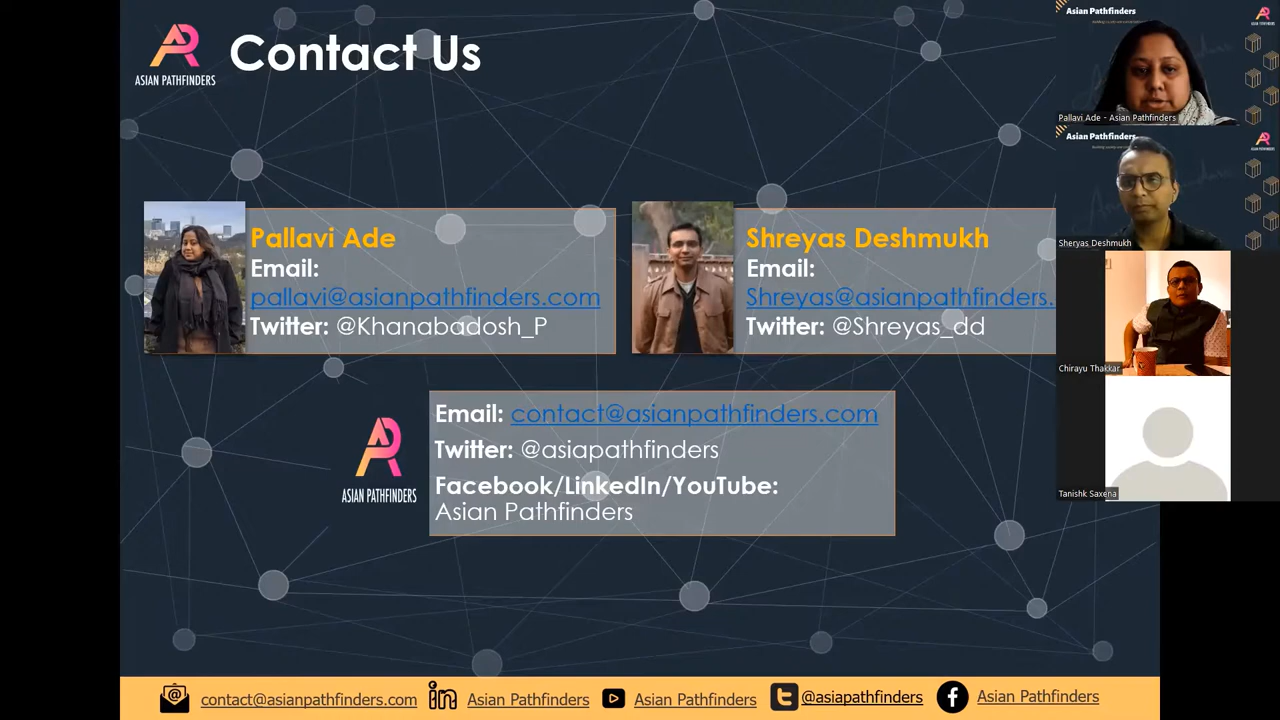 ASIAN PATHFINDERS
Contact Us
Pallavi Ade
Email:
pallavi@asianpathfinders.com
Twitter: @Khanabadosh_P
Shreyas Deshmukh
Email:
Shreyas@asianpathfinders.
Twitter: @Shreyas_dd
ASIAN PATHFINDERS
Email: contact@asianpathfinders.com
Twitter: @asiapathfinders
Facebook/LinkedIn/YouTube:
Asian Pathfinders
contact@asianpathfinders.com
Asian Pathfinders
Asian Pathfinders
@asiapathfinders
Asian Pathfinders
Asian Pathfinders
Pallavi Ade - Asian Pathfinders
Asian Pathfinders
Sheryas Deshmukh
Chirayu Thakkar
Tanishk Saxena